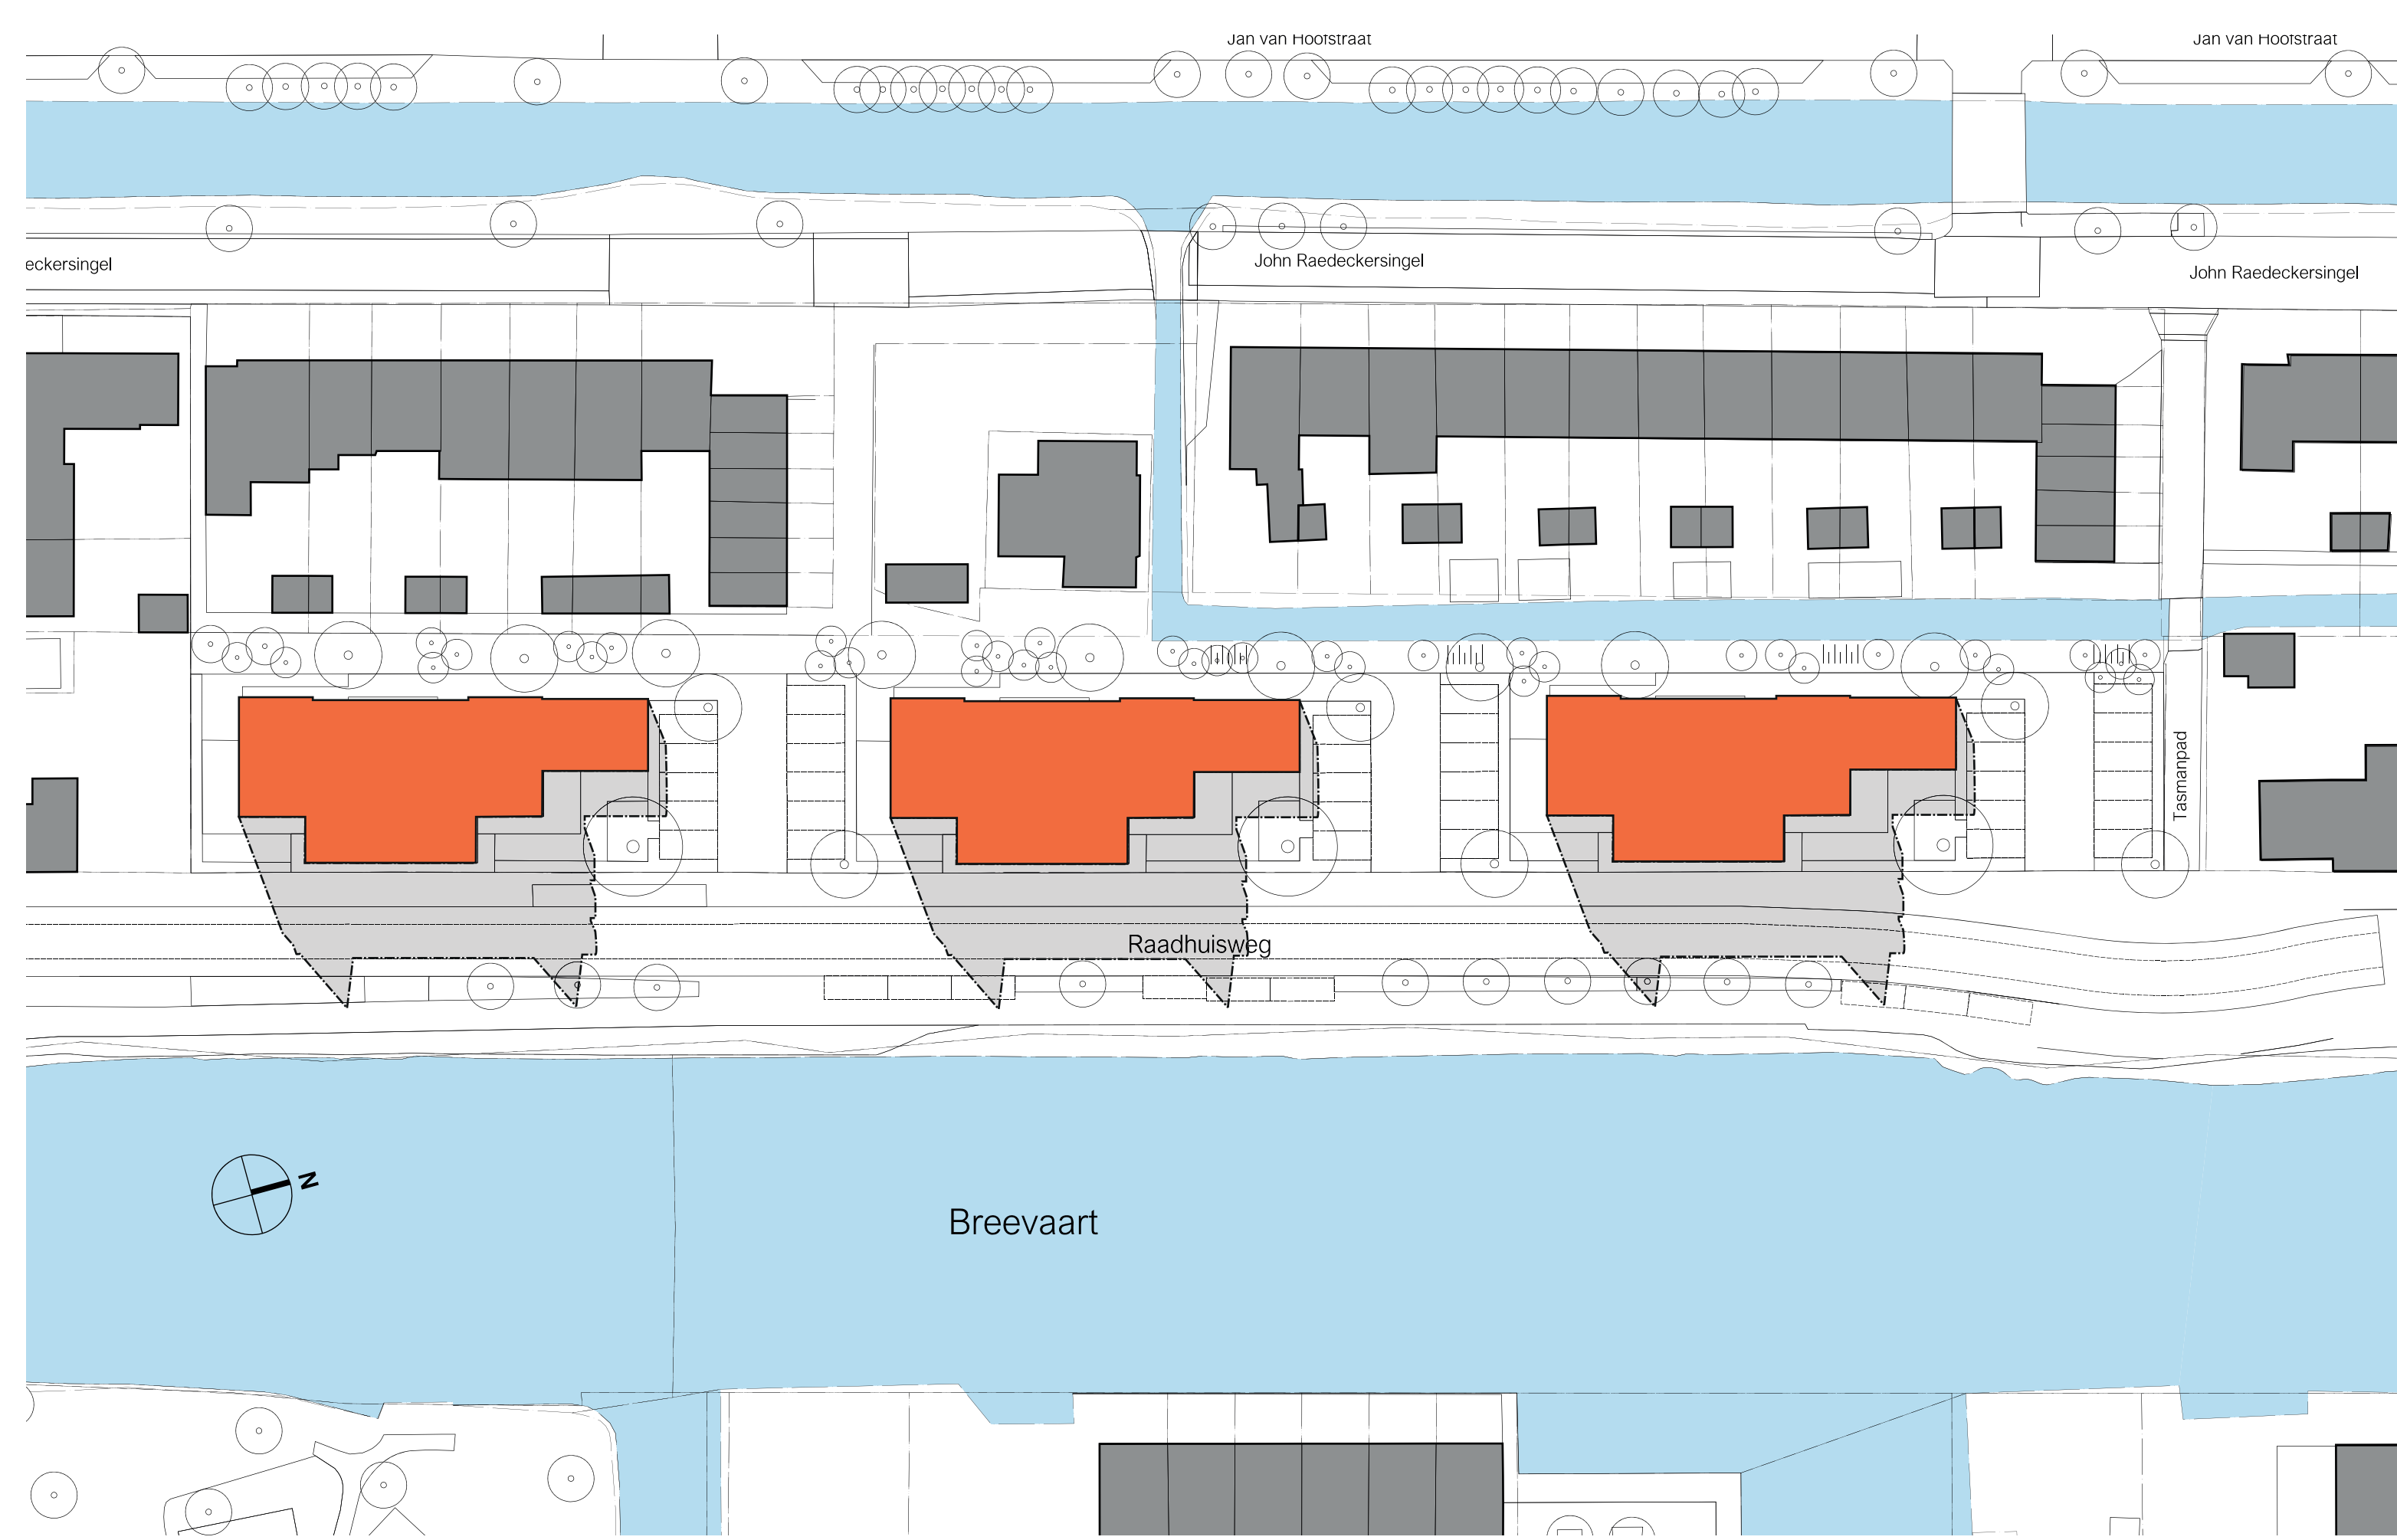 Jan van Hoofstraat
Jan van Hoofstraat
eckersingel
John Raedeckersingel
John Raedeckersingel
Tasmanpad
Raadhuisweg
N
Breevaart